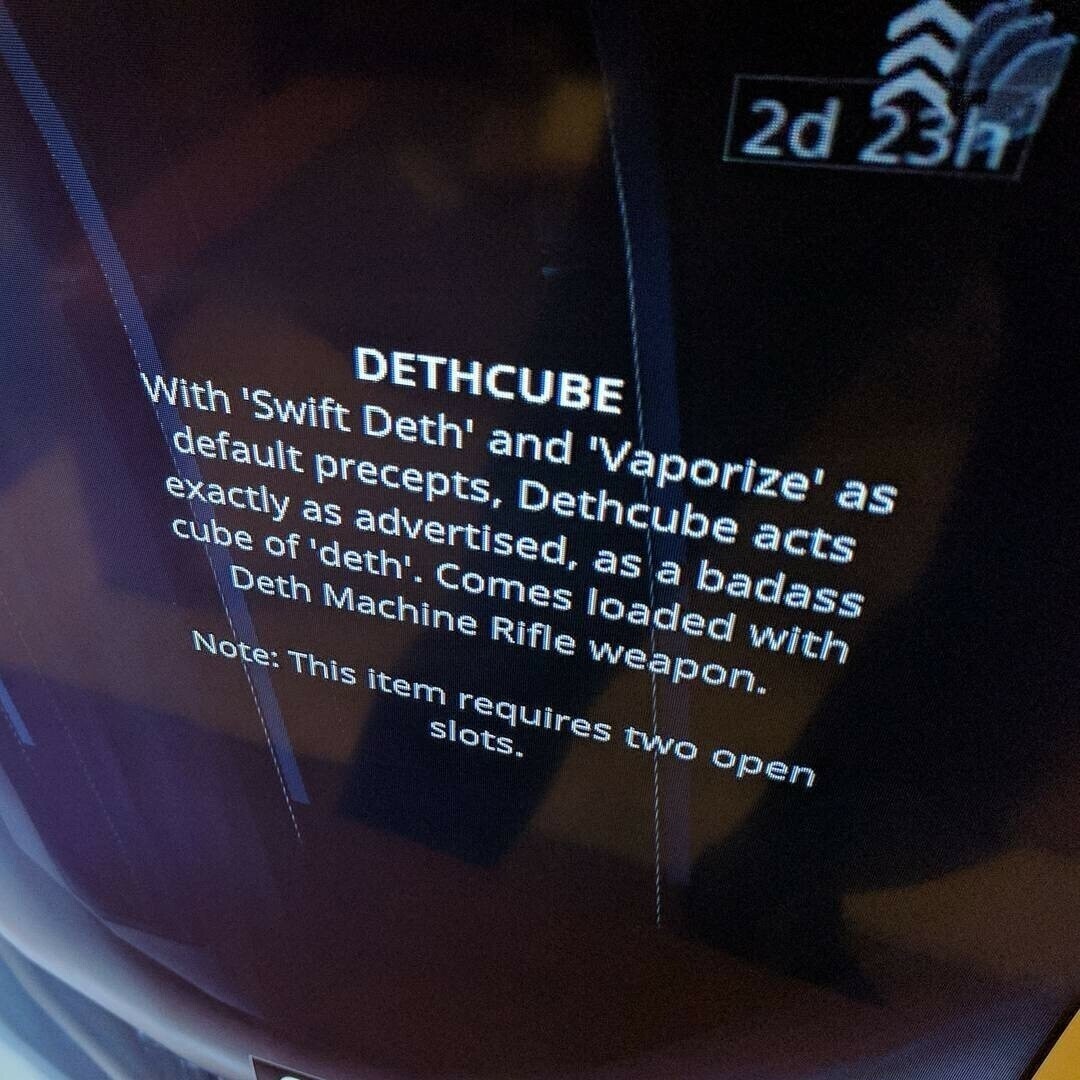 2d 23h
DETHCUBE
With 'Swift Deth' and 'Vaporize' as
default precepts, Dethcube acts
exactly as advertised, as a badass
cube of 'deth'. Comes loaded with
Deth Machine Rifle weapon.
Note: This item requires two open
slots.